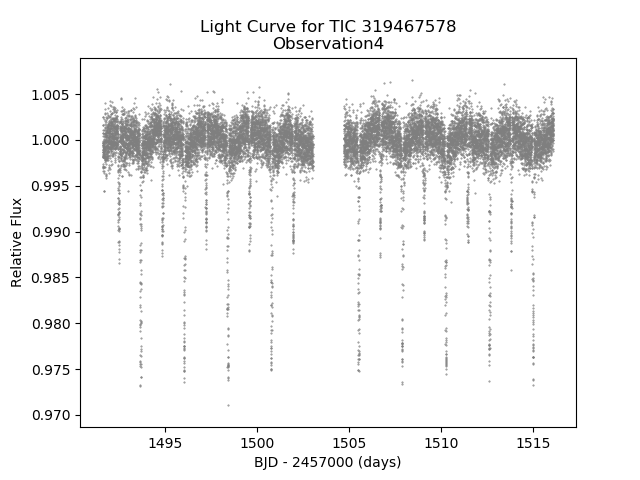 Light Curve for TIC 319467578
Observation4
1.005
1.000
0.995
0.990
0.985
0.980
0.975
0.970
Relative Flux
1495 1500 1505 1510 1515
BJD - 2457000 (days)